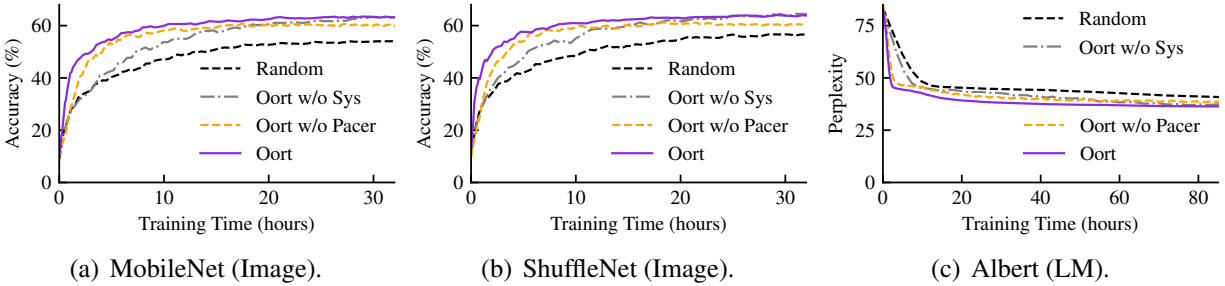 Accuracy (%)
60
40
20
0
0
10
20
30
Training Time (hours)
Random
Oort w/o Sys
Oort w/o Pacer
Oort
(a) MobileNet (Image).
Accuracy (%)
60
40
20
0
0
10
20
30
Training Time (hours)
Random
Oort w/o Sys
Oort w/o Pacer
Oort
(b) ShuffleNet (Image).
Perplexity
75
50
25
0
0
20
40
60
80
Training Time (hours)
Random
Oort w/o Sys
Oort w/o Pacer
Oort
(c) Albert (LM).